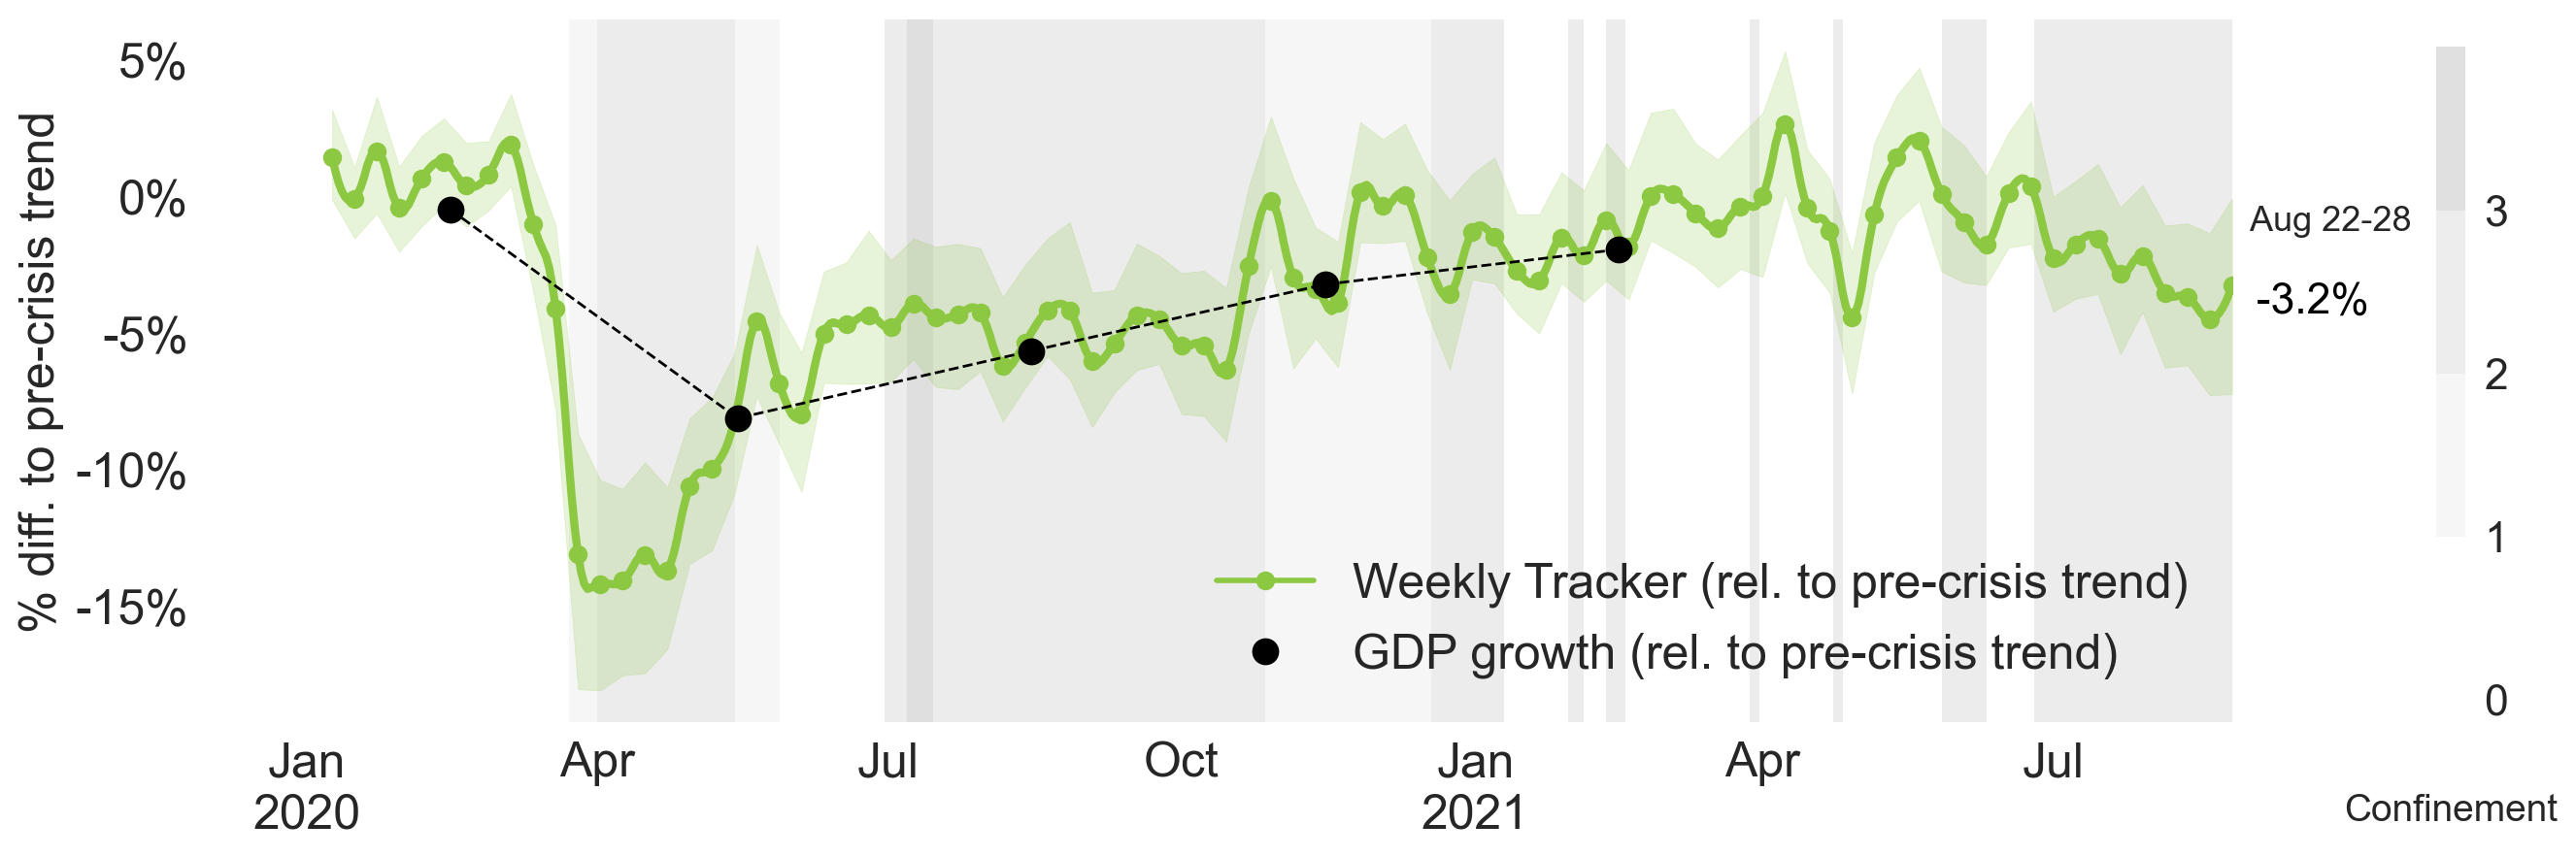 % diff. to pre-crisis trend
5%
0%
-5%
-10%
-15%
Jan
2020
Apr
Jul
Oct
Jan
2021
Apr
Jul
Weekly Tracker (rel. to pre-crisis trend)
GDP growth (rel. to pre-crisis trend)
Aug 22-28
-3.2%
3
2
1
0
Confinement